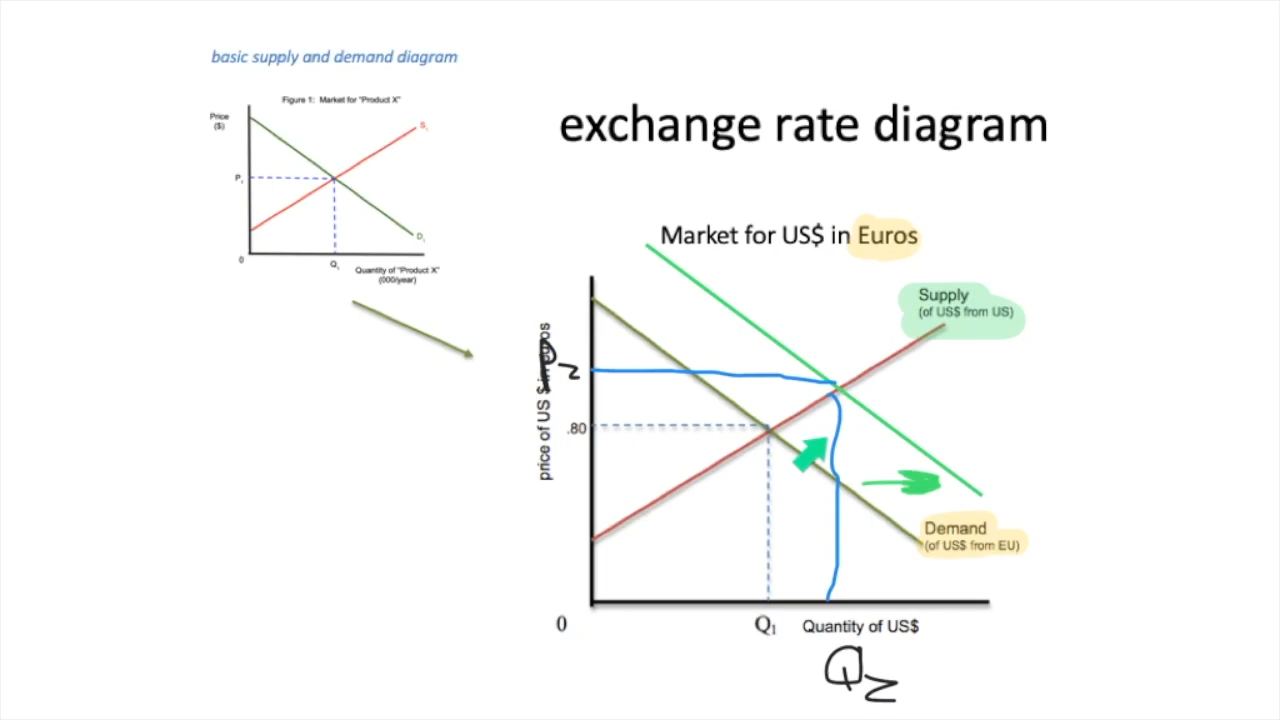 basic supply and demand diagram
Figure 1: Market for "Product X"
Price
($)
S₁
P₁
D₁
0
Q₁
Quantity of "Product X"
(000/year)
exchange rate diagram
Market for US$ in Euros
Supply
(of US$ from US)
price of US $ in euros
P₂
.80
Demand
(of US$ from EU)
0
Q₁
Quantity of US$
Q₂